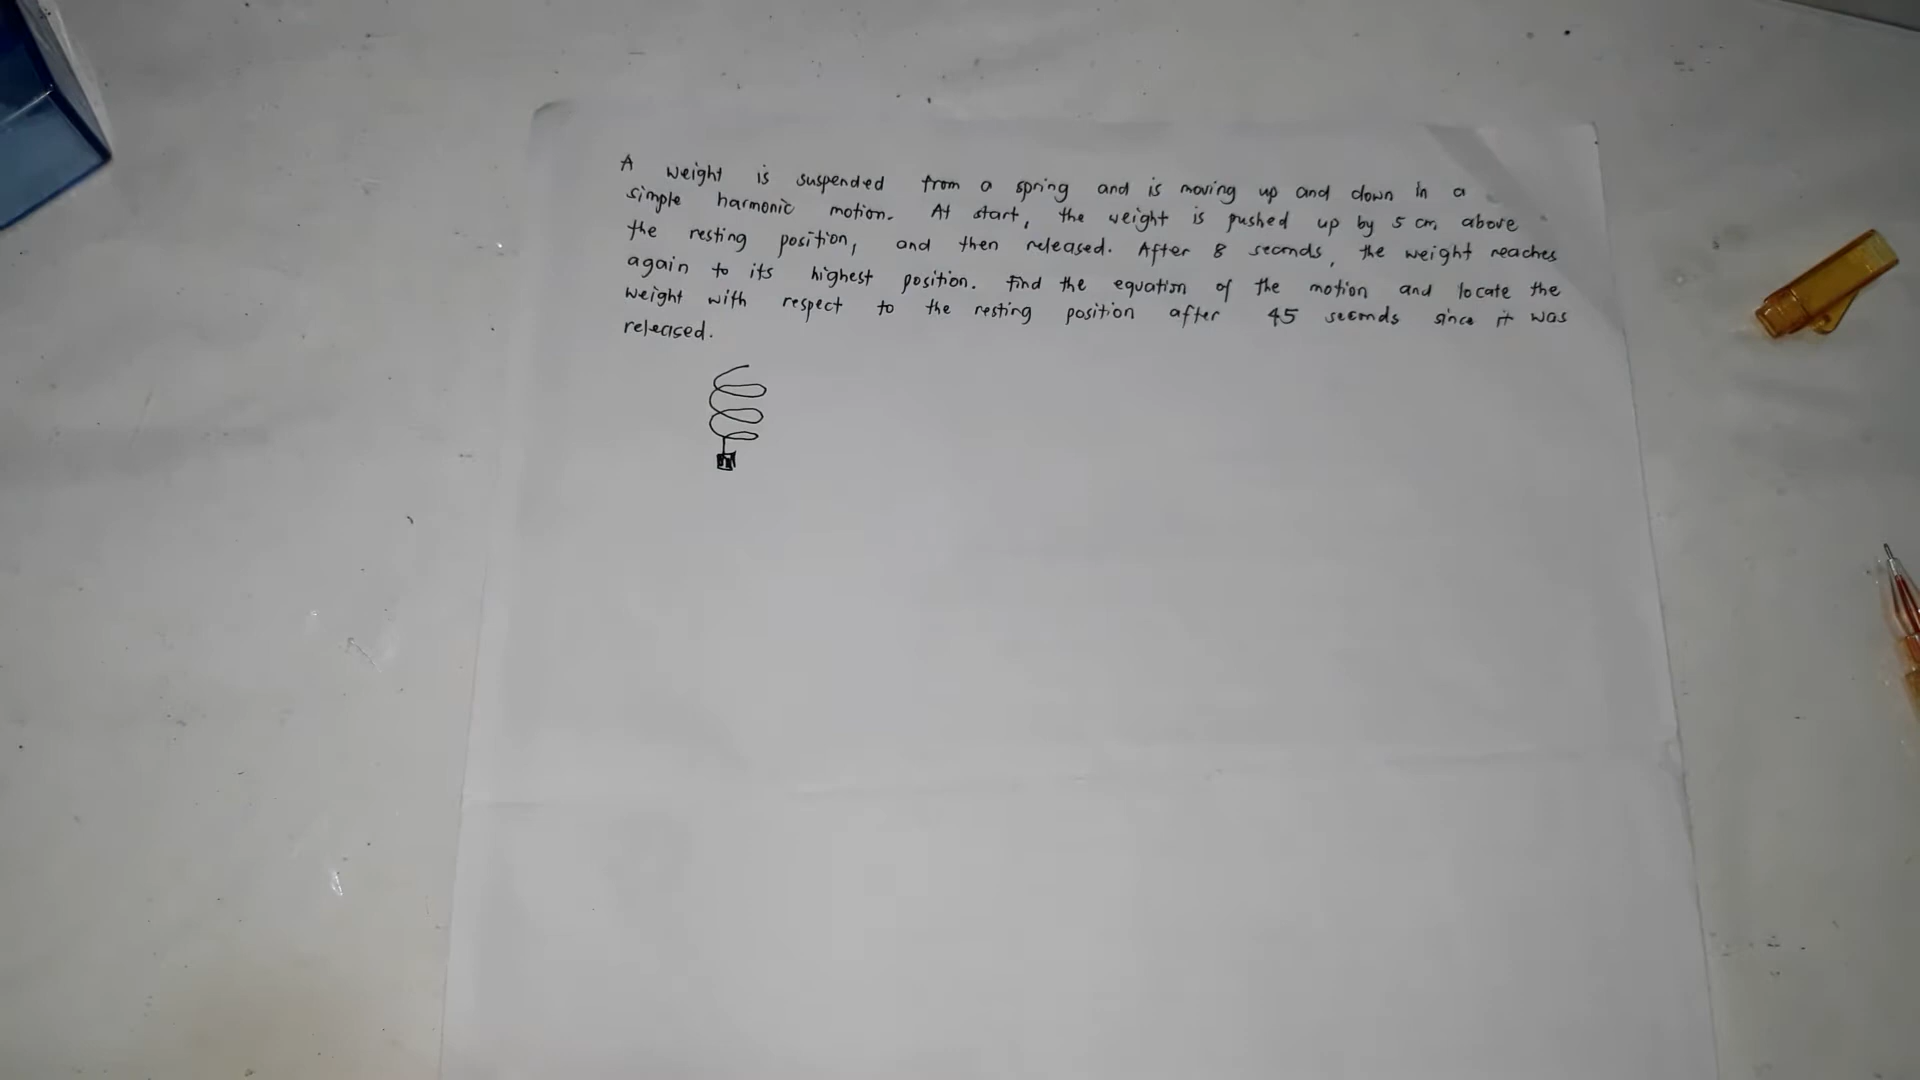 A weight is suspended from a spring and is moving up and down in a
simple harmonic motion. At start, the weight is pushed up by 5 cm above
the resting position, and then released. After 8 seconds, the weight reaches
again to its highest position. Find the equation of the motion and locate the
weight with respect to the resting position after 45 seconds since it was
released.